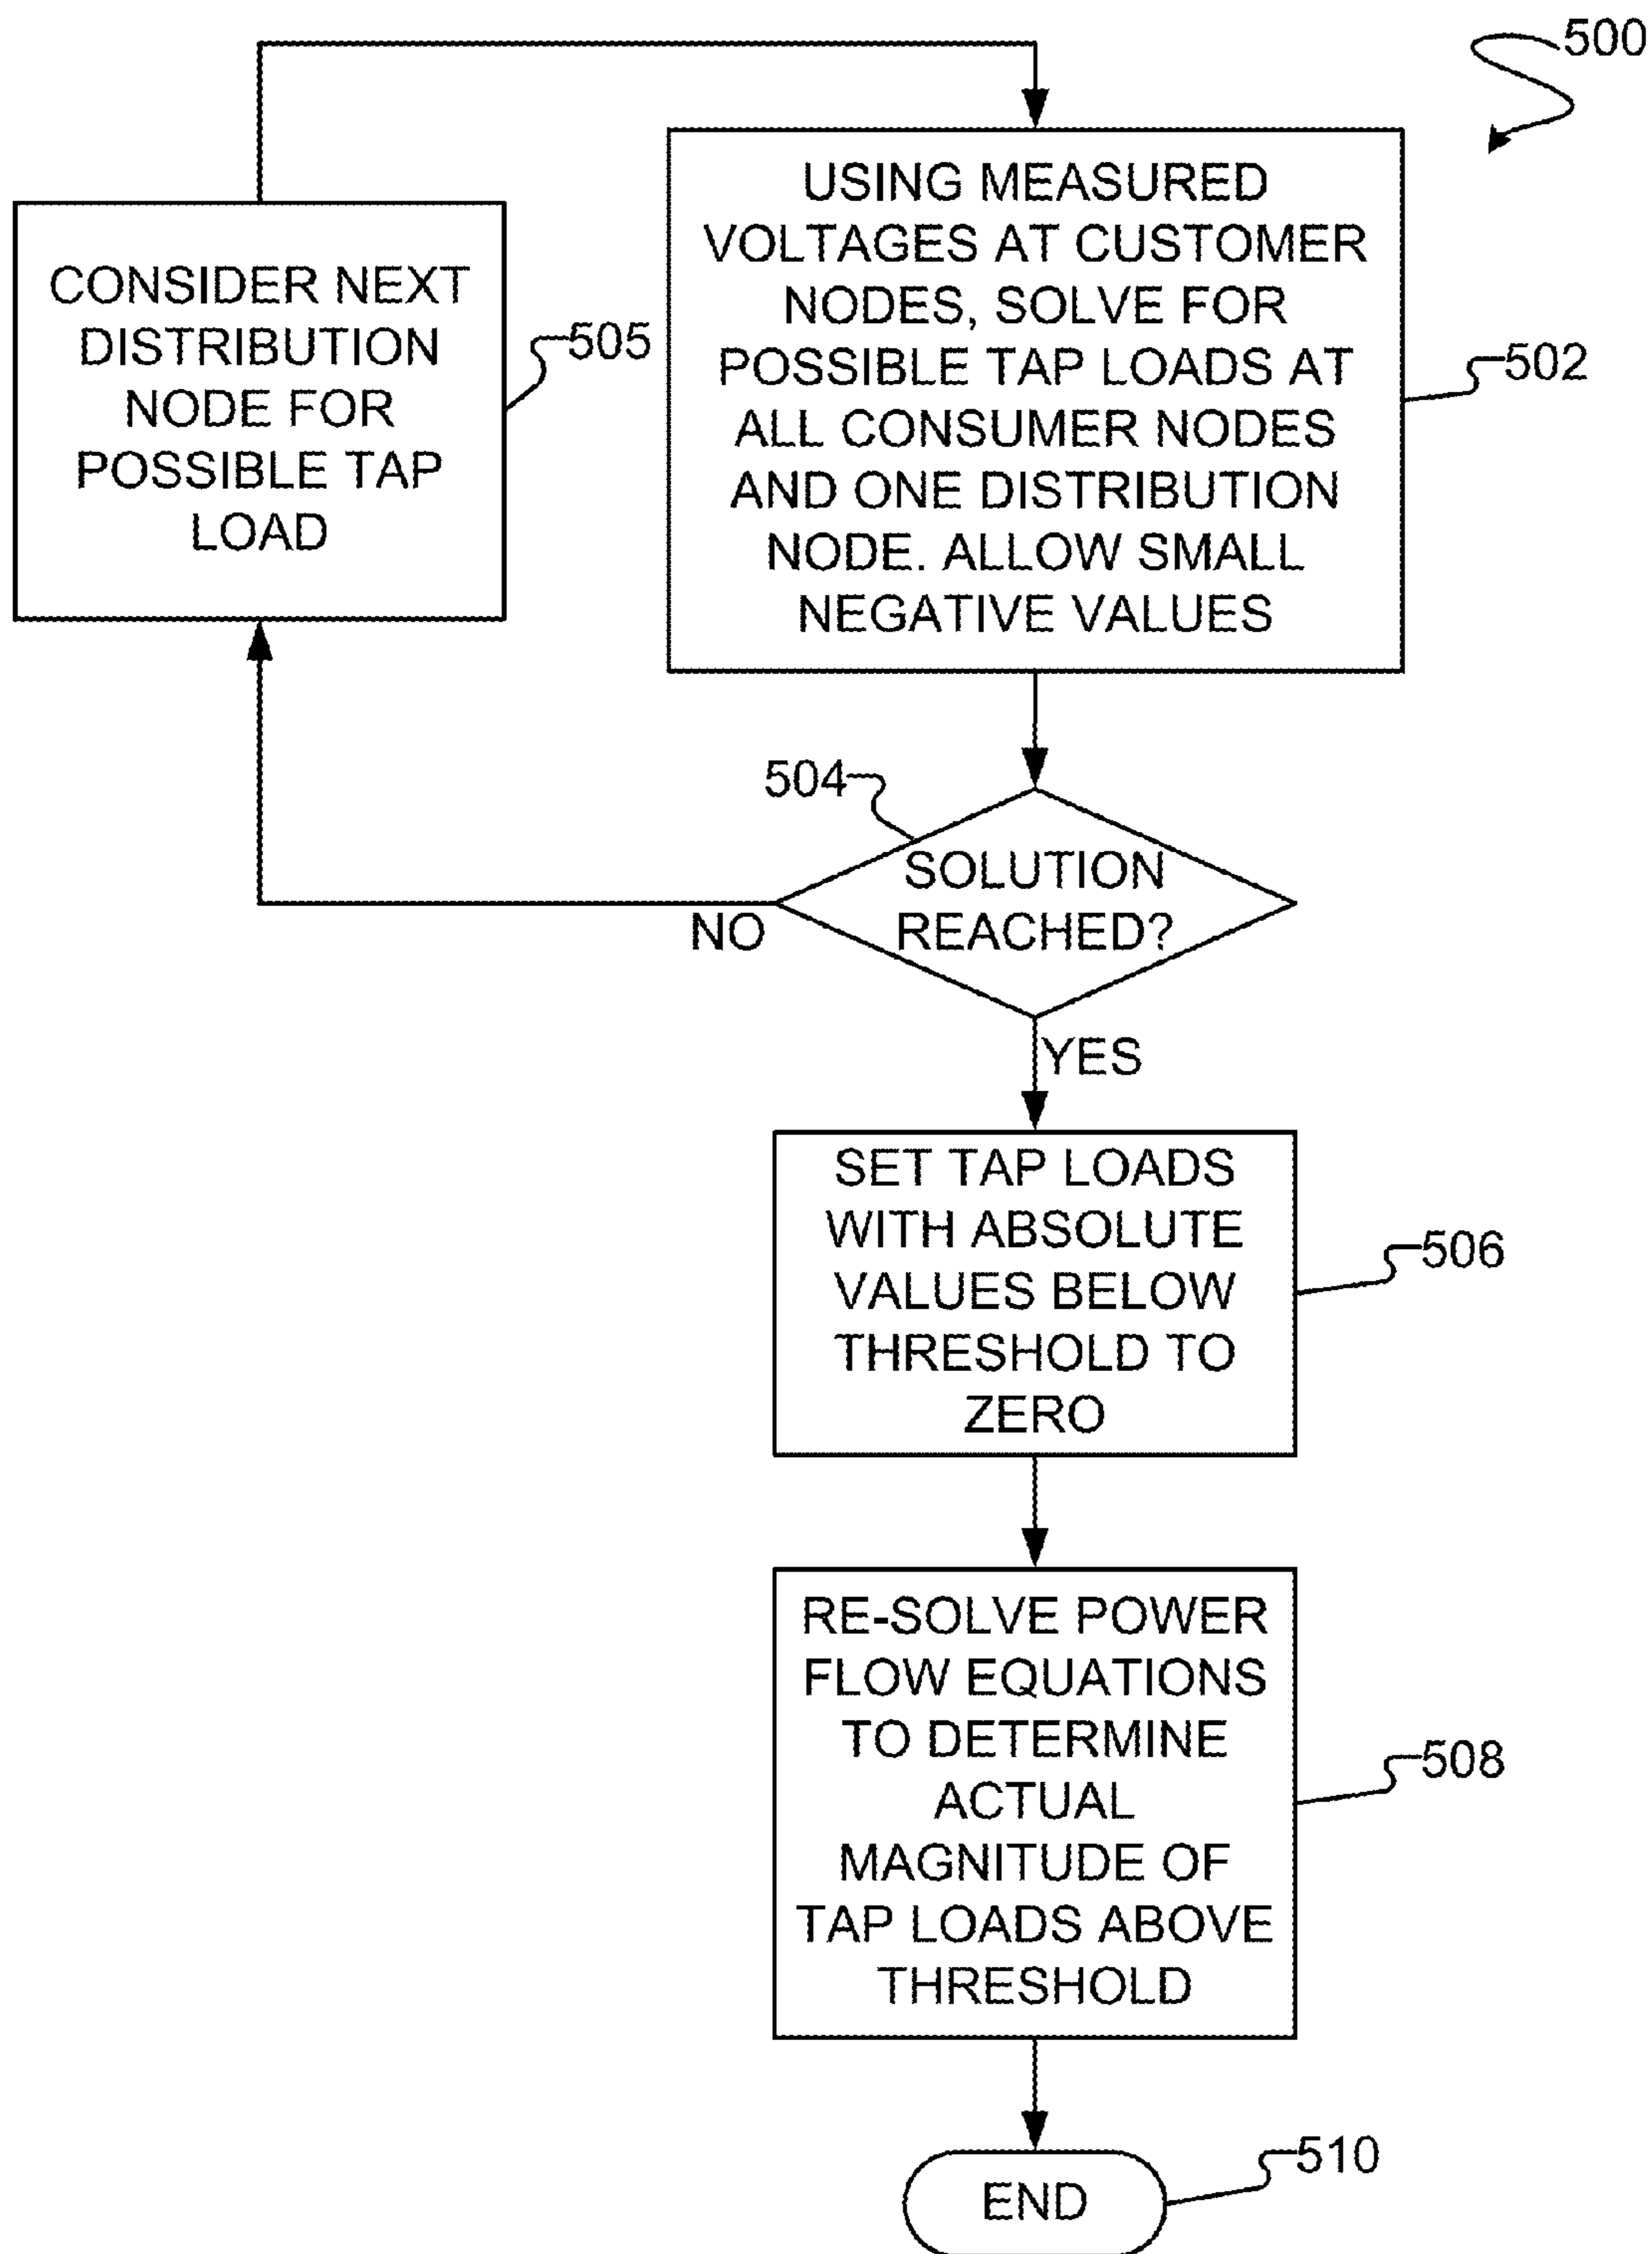 500
USING MEASURED
VOLTAGES AT CUSTOMER
NODES, SOLVE FOR
POSSIBLE TAP LOADS AT
ALL CONSUMER NODES
AND ONE DISTRIBUTION
NODE. ALLOW SMALL
NEGATIVE VALUES
502
CONSIDER NEXT
DISTRIBUTION
NODE FOR
POSSIBLE TAP
LOAD
505
504
SOLUTION
REACHED?
NO
YES
SET TAP LOADS
WITH ABSOLUTE
VALUES BELOW
THRESHOLD TO
ZERO
506
RE-SOLVE POWER
FLOW EQUATIONS
TO DETERMINE
ACTUAL
MAGNITUDE OF
TAP LOADS ABOVE
THRESHOLD
508
END
510